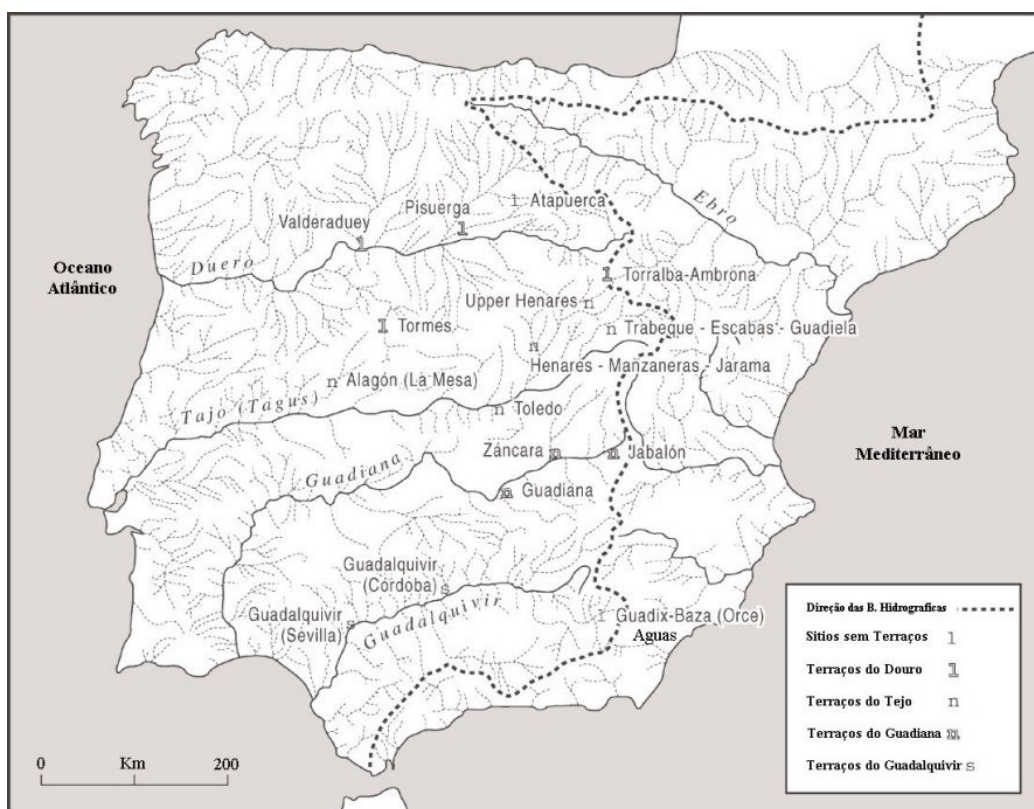 Atapuerca
Pisuerga
Valderaduey
Ebro
Duero
Oceano
Atlântico
Torralba-Ambrona
Upper Henares
Tormes
Trabeque - Escabas - Guadiela
Henares - Mañzaneras - Jarama
Alagón (La Mesa)
Tajo (Tagus)
Toledo
Mar
Mediterrâneo
Záncara
Jabalón
Guadiana
Guadiana
Guadalquivir
(Córdoba)
Guadalquivir
Guadalquivir
(Sevilla)
Guadix-Baza (Orce)
Aguas
Direção das B. Hidrograficas
Sitios sem Terraços l
Terraços do Douro l
Terraços do Tejo n
Terraços do Guadiana n
Terraços do Guadalquivir s
0 Km 200